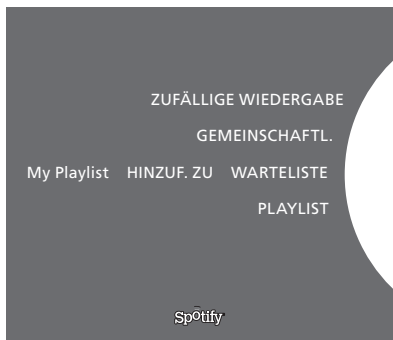 ZUFÄLLIGE WIEDERGABE
GEMEINSCHAFTL.
My Playlist HINZUF. ZU WARTELISTE
PLAYLIST
Spotify